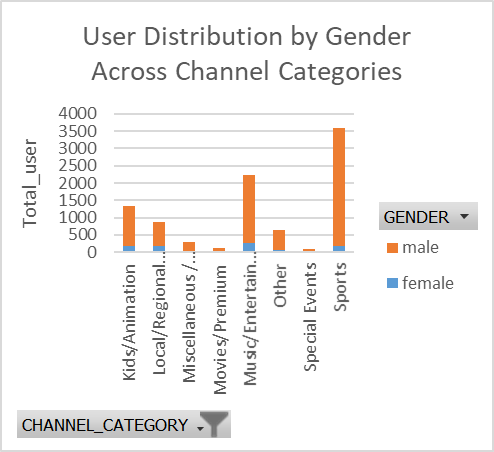 User Distribution by Gender
Across Channel Categories
Total_user
4000
3500
3000
2500
2000
1500
1000
500
0
Kids/Animation
Local/Regional...
Miscellaneous /...
Movies/Premium
Music/Entertain...
Other
Special Events
Sports
GENDER
male
female
CHANNEL_CATEGORY